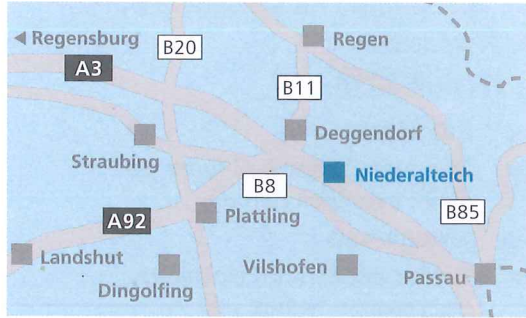 ◄ Regensburg
B20
Regen
A3
B11
Deggendorf
Straubing
Niederalteich
B8
A92
Plattling
B85
Landshut
Vilshofen
Passau
Dingolfing